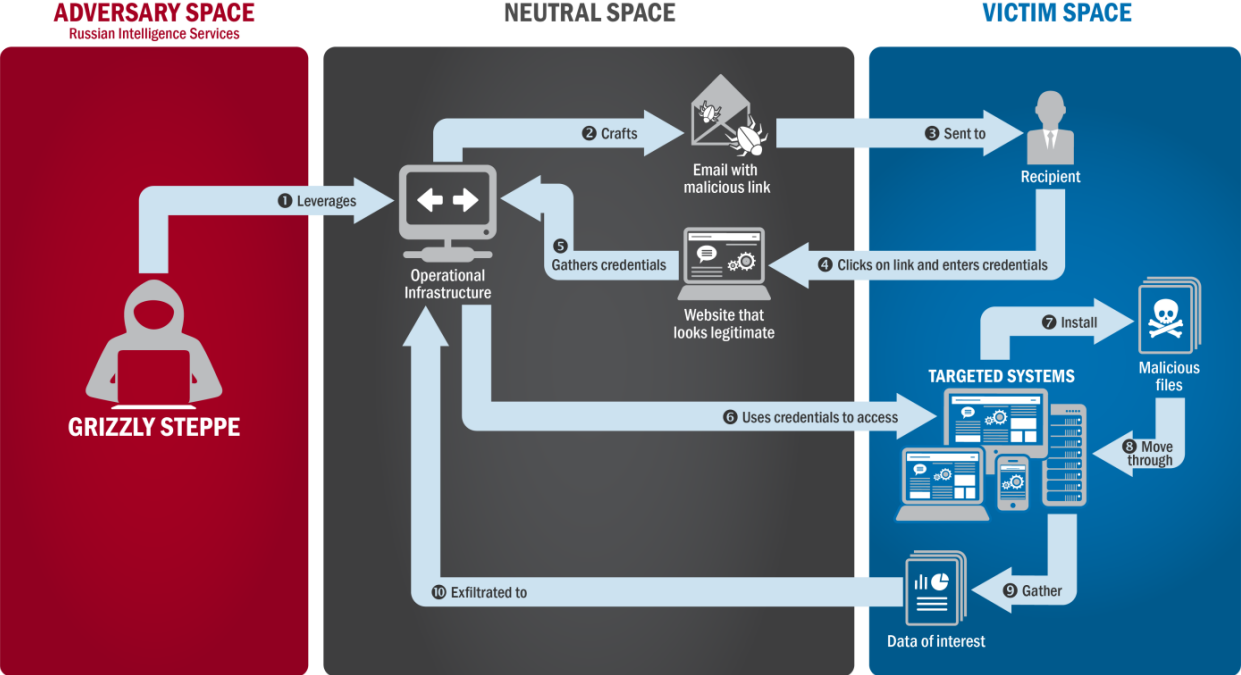 ADVERSARY SPACE
Russian Intelligence Services
NEUTRAL SPACE
VICTIM SPACE
❶ Leverages
❷ Crafts
Email with
malicious link
❸ Sent to
Recipient
❹ Clicks on link and enters credentials
Website that
looks legitimate
❺
Gathers credentials
Operational
Infrastructure
GRIZZLY STEPPE
❻ Uses credentials to access
TARGETED SYSTEMS
❼ Install
Malicious
files
❽ Move
through
❾ Gather
Data of interest
❿ Exfiltrated to